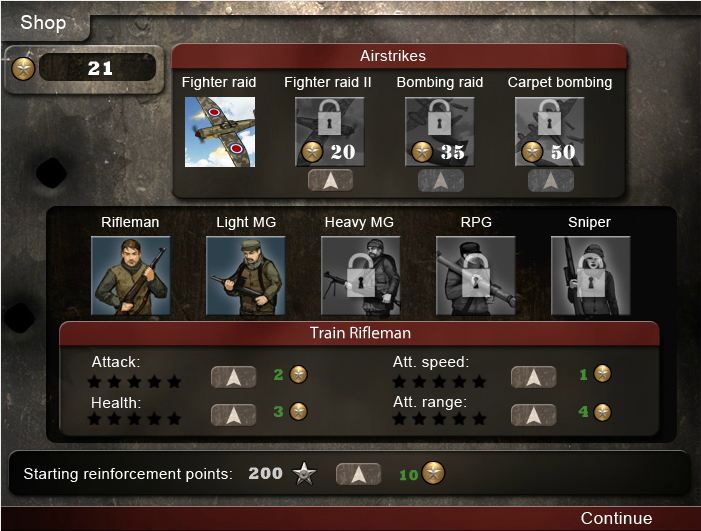 Shop
21
Airstrikes
Fighter raid Fighter raid II Bombing raid Carpet bombing
20 35 50
Rifleman Light MG Heavy MG RPG Sniper
Train Rifleman
Attack: 2 Att. speed: 1
Health: 3 Att. range: 4
Starting reinforcement points: 200 10
Continue